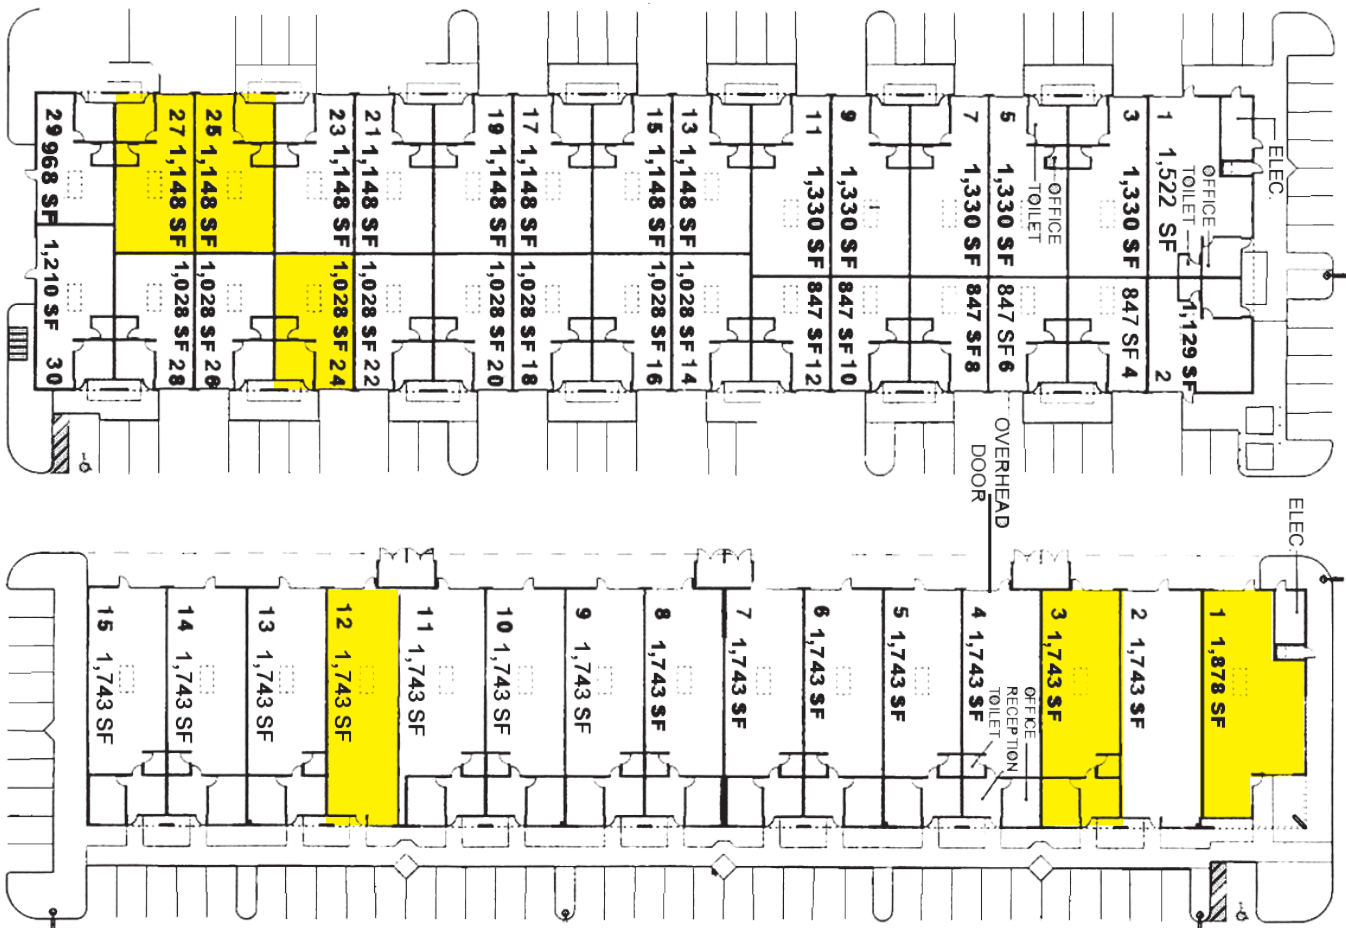 29 968 SF
27 1,148 SF
25 1,148 SF
23 1,148 SF
21 1,148 SF
19 1,148 SF
17 1,148 SF
15 1,148 SF
13 1,148 SF
11 1,330 SF
9 1,330 SF
7 1,330 SF
5 1,330 SF
OFFICE
TOILET
3 1,330 SF
1 1,522 SF
OFFICE
TOILET
ELEC.
1,210 SF 30
1,028 SF 28
1,028 SF 26
1,028 SF 24
1,028 SF 22
1,028 SF 20
1,028 SF 18
1,028 SF 16
1,028 SF 14
847 SF 12
847 SF 10
847 SF 8
847 SF 6
847 SF 4
1,129 SF 2
OVERHEAD
DOOR
ELEC.
15 1,743 SF
14 1,743 SF
13 1,743 SF
12 1,743 SF
11 1,743 SF
10 1,743 SF
9 1,743 SF
8 1,743 SF
7 1,743 SF
6 1,743 SF
5 1,743 SF
4 1,743 SF
OFFICE
RECEPTION
TOILET
3 1,743 SF
2 1,743 SF
1 1,878 SF